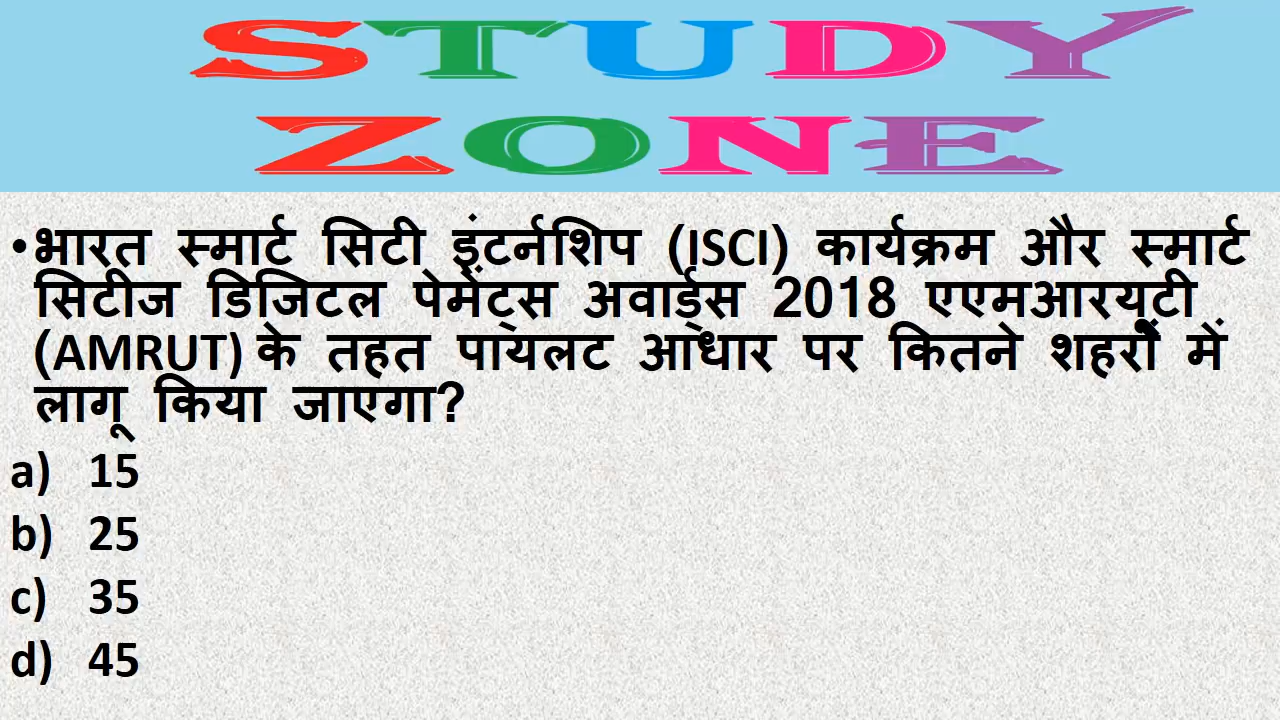 STUDY
ZONE
•भारत स्मार्ट सिटी इंटर्नशिप (ISCI) कार्यक्रम और स्मार्ट
सिटीज डिजिटल पेमेंट्स अवार्ड्स 2018 एएमआरयूटी
(AMRUT) के तहत पायलट आधार पर कितने शहरों में
लागू किया जाएगा?
a) 15
b) 25
c) 35
d) 45